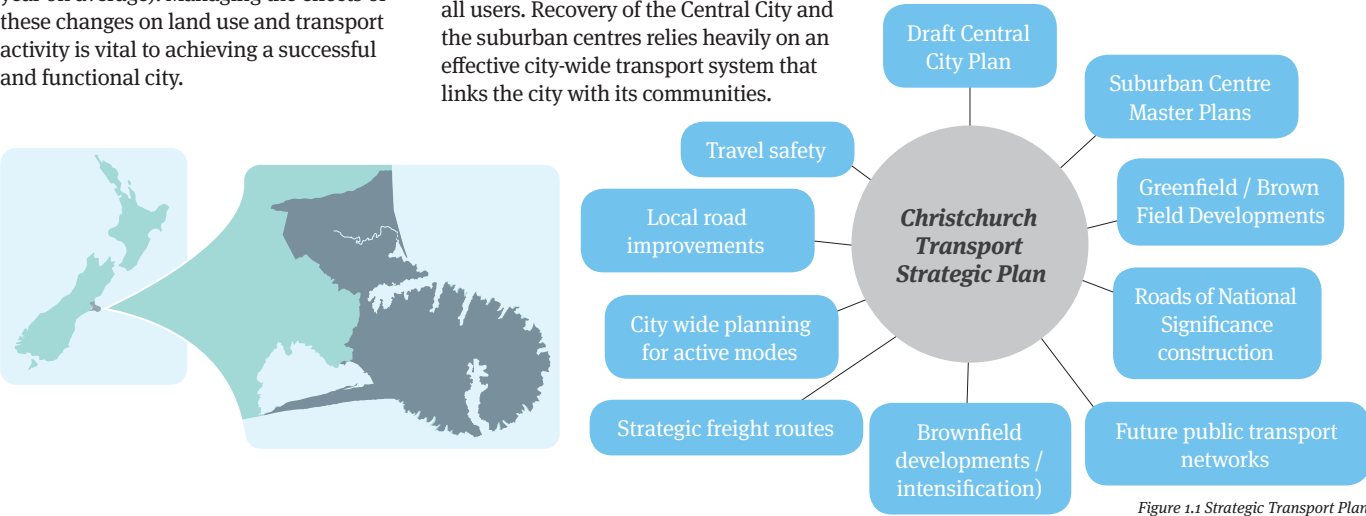 these changes on land use and transport
activity is vital to achieving a successful
and functional city.
all users. Recovery of the Central City and
the suburban centres relies heavily on an
effective city-wide transport system that
links the city with its communities.
Draft Central
City Plan
Suburban Centre
Master Plans
Travel safety
Greenfield / Brown
Field Developments
Local road
improvements
Christchurch
Transport
Strategic Plan
Roads of National
Significance
construction
City wide planning
for active modes
Strategic freight routes
Brownfield
developments /
intensification)
Future public transport
networks
Figure 1.1 Strategic Transport Plan